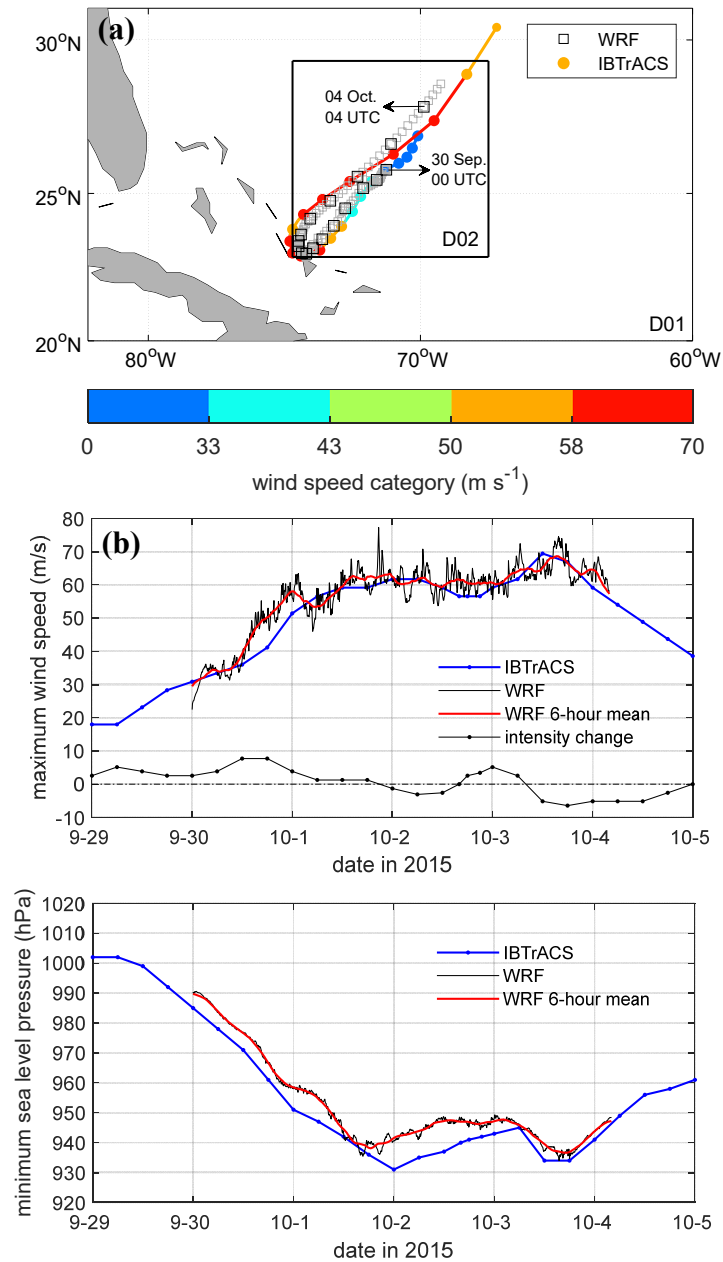 (a)
30°N
25°N
20°N
80°W
70°W
60°W
WRF
IBTrACS
04 Oct.
04 UTC
30 Sep.
00 UTC
D02
D01
0 33 43 50 58 70
wind speed category (m s-1)
(b)
maximum wind speed (m/s)
80
70
60
50
40
30
20
10
0
-10
IBTrACS
WRF
WRF 6-hour mean
intensity change
9-29 9-30 10-1 10-2 10-3 10-4 10-5
date in 2015
minimum sea level pressure (hPa)
1020
1010
1000
990
980
970
960
950
940
930
920
IBTrACS
WRF
WRF 6-hour mean
9-29 9-30 10-1 10-2 10-3 10-4 10-5
date in 2015